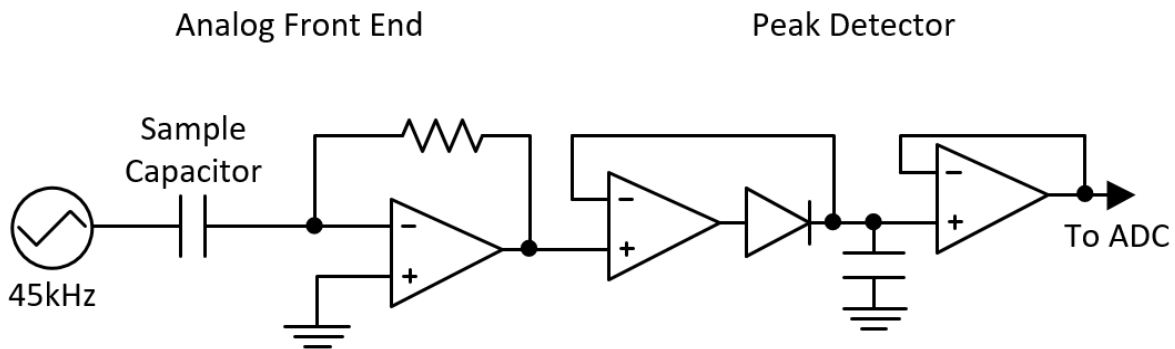 Analog Front End
Peak Detector
Sample
Capacitor
45kHz
-
+
-
+
-
+
To ADC